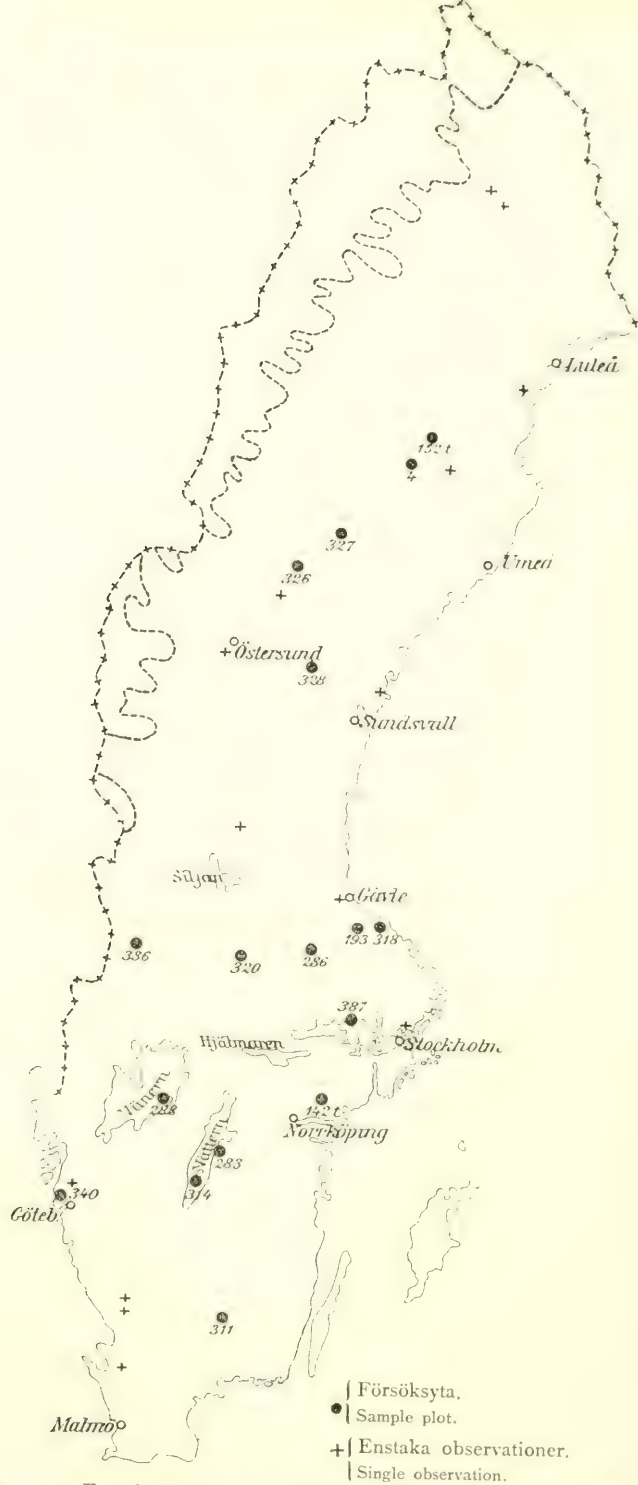 Luleå
132 t
4
327
326
Umeå
Östersund
328
Sundsvall
Siljan
Gävle
193 318
336
320
286
387
Hjälmaren
Stockholm
Vänern
288
142 t
Norrköping
Vättern
283
314
340
Göteb.
311
Malmö
Försöksyta.
Sample plot.
Enstaka observationer.
Single observation.